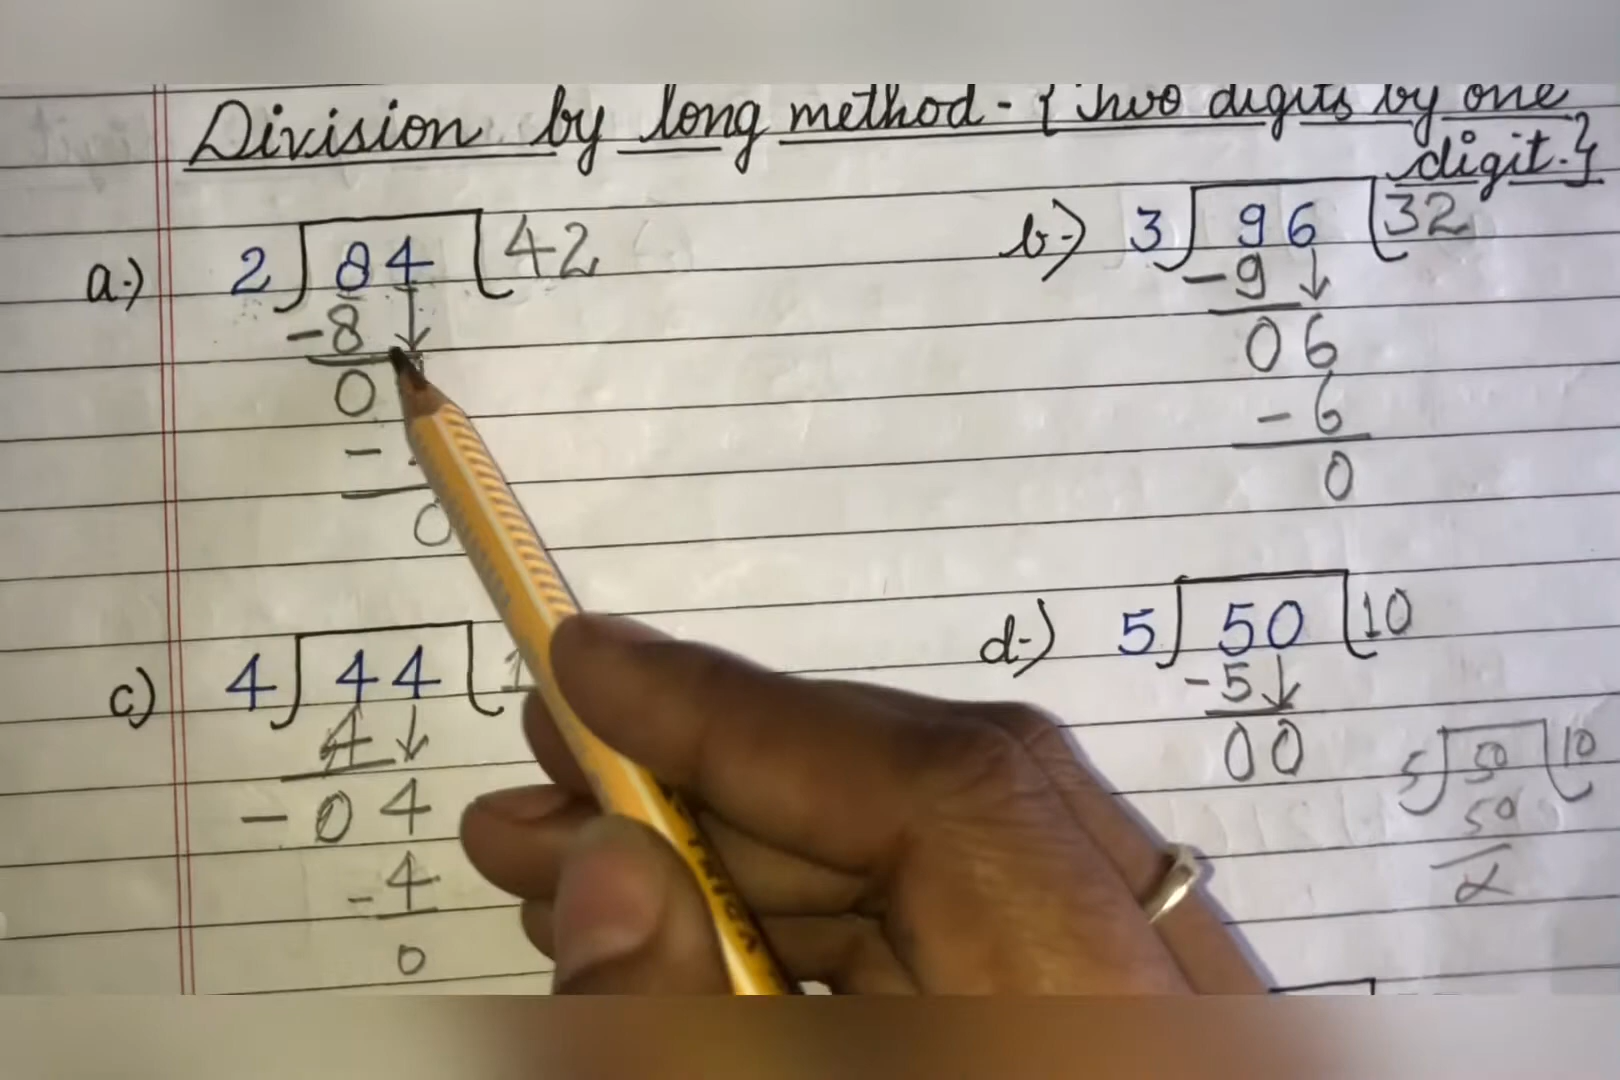 Division by long method - { Two digits by one
digit.}
a.) 2 84 42
-8
0
-
0
b.) 3 96 32
-9
06
-6
0
c) 4 44 1
4
-04
-4
0
d.) 5 50 10
-5
00
5 50 10
50